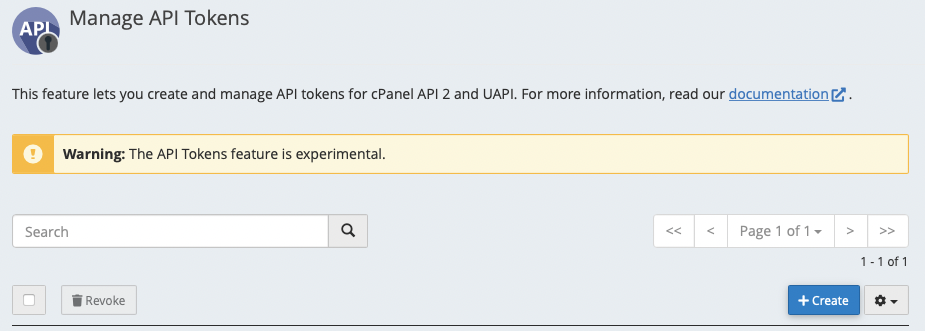 API
Manage API Tokens
This feature lets you create and manage API tokens for cPanel API 2 and UAPI. For more information, read our documentation .
Warning: The API Tokens feature is experimental.
Search
<< < Page 1 of 1 > >>
1 - 1 of 1
Revoke + Create